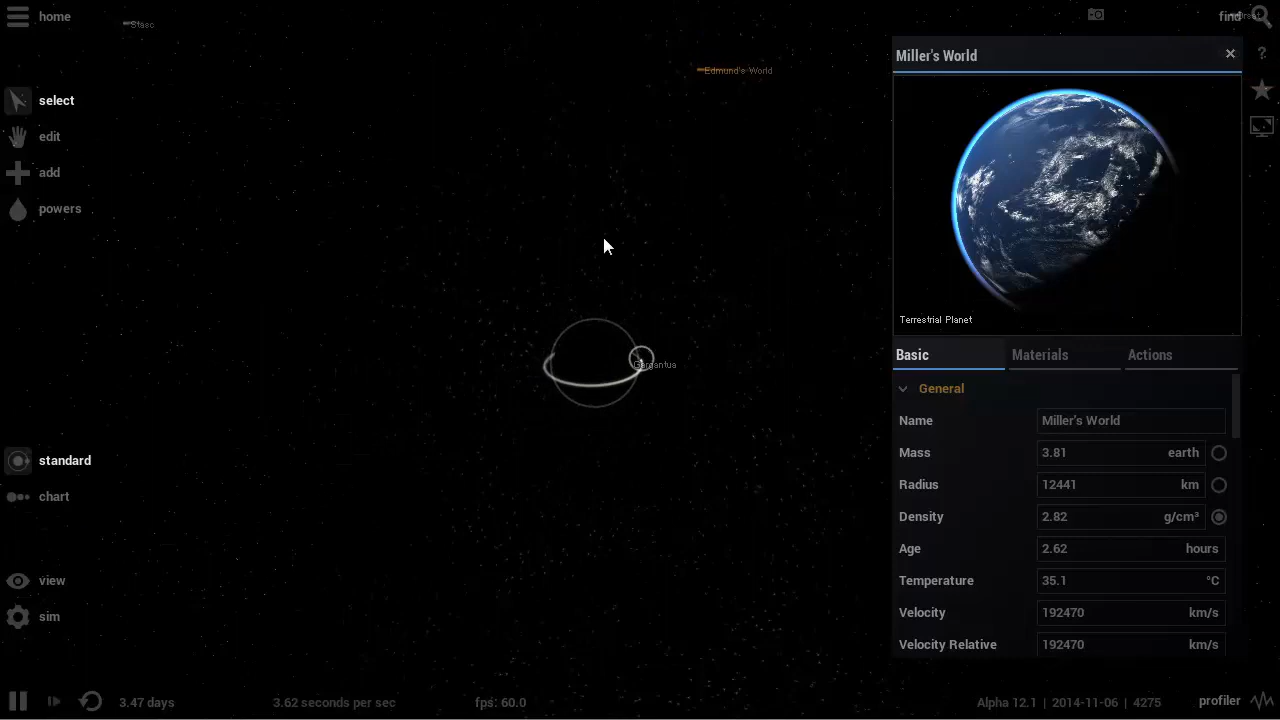 home
Stasc
find
Edmund's World
Miller's World
select
edit
add
powers
Terrestrial Planet
Gargantua
Basic Materials Actions
General
Name Miller's World
Mass 3.81 earth
Radius 12441 km
Density 2.82 g/cm³
Age 2.62 hours
Temperature 35.1 °C
Velocity 192470 km/s
Velocity Relative 192470 km/s
standard
chart
view
sim
3.47 days 3.62 seconds per sec fps: 60.0 Alpha 12.1 | 2014-11-06 | 4275 profiler